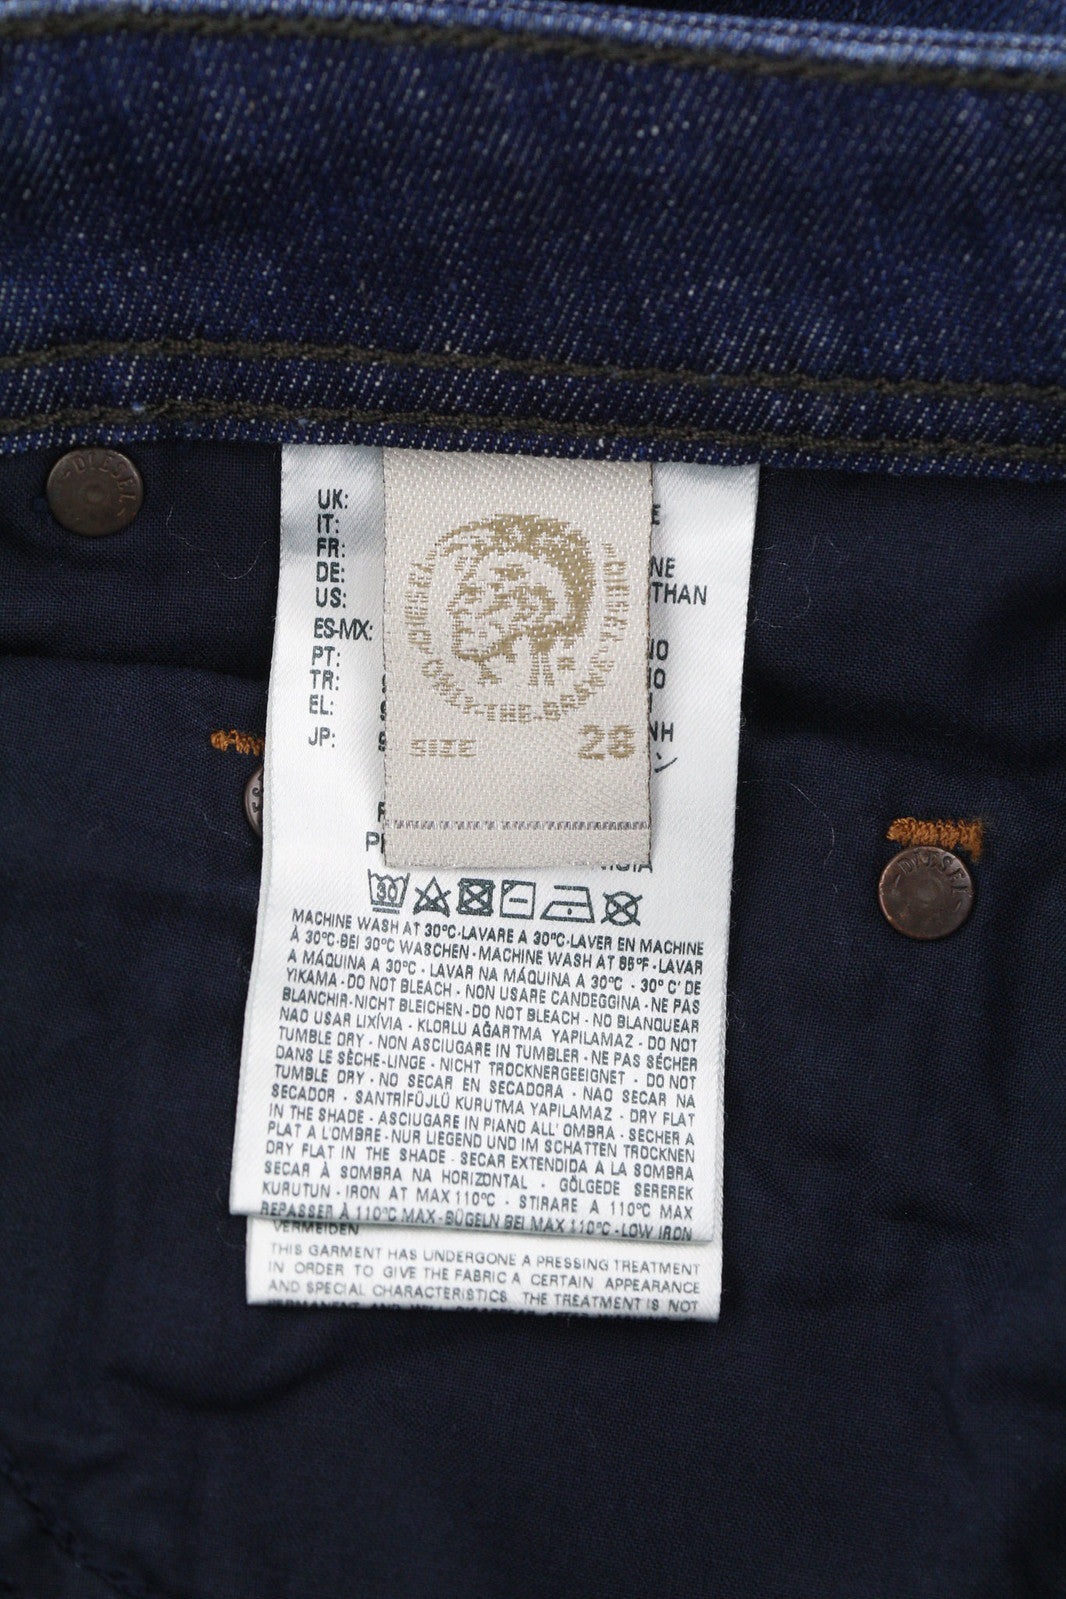 DIESEL
UK:
IT:
FR:
DE:
US:
ES-MX:
PT:
TR:
EL:
JP:
E
NE
THAN
NO
NO
NH
DIESEL DIESEL
ONLY-THE-BRAVE
SIZE 28
DIESEL
30
MACHINE WASH AT 30°C-LAVARE A 30°C-LAVER EN MACHINE
À 30°C-BEI 30°C WASCHEN-MACHINE WASH AT 86°F-LAVAR
A MÁQUINA A 30°C - LAVAR NA MÁQUINA A 30°C - 30° C' DE
YIKAMA - DO NOT BLEACH - NON USARE CANDEGGINA - NE PAS
BLANCHIR-NICHT BLEICHEN-DO NOT BLEACH - NO BLANQUEAR
NAO USAR LIXÍVIA - KLORLU AĞARTMA YAPILAMAZ - DO NOT
TUMBLE DRY - NON ASCIUGARE IN TUMBLER - NE PAS SÉCHER
DANS LE SÈCHE-LINGE - NICHT TROCKNERGEEIGNET - DO NOT
TUMBLE DRY - NO SECAR EN SECADORA - NAO SECAR NA
SECADOR - SANTRİFÜJLÜ KURUTMA YAPILAMAZ - DRY FLAT
IN THE SHADE - ASCIUGARE IN PIANO ALL' OMBRA - SECHER A
PLAT A L'OMBRE-NUR LIEGEND UND IM SCHATTEN TROCKNEN
DRY FLAT IN THE SHADE - SECAR EXTENDIDA A LA SOMBRA
SECAR À SOMBRA NA HORIZONTAL - GÖLGEDE SEREREK
KURUTUN - IRON AT MAX 110°C - STIRARE A 110°C MAX
REPASSER À 110°C MAX-BÜGELN BEI MAX 110°C-LOW IRON
VERMEIDEN
THIS GARMENT HAS UNDERGONE A PRESSING TREATMENT
IN ORDER TO GIVE THE FABRIC A CERTAIN APPEARANCE
AND SPECIAL CHARACTERISTICS. THE TREATMENT IS NOT